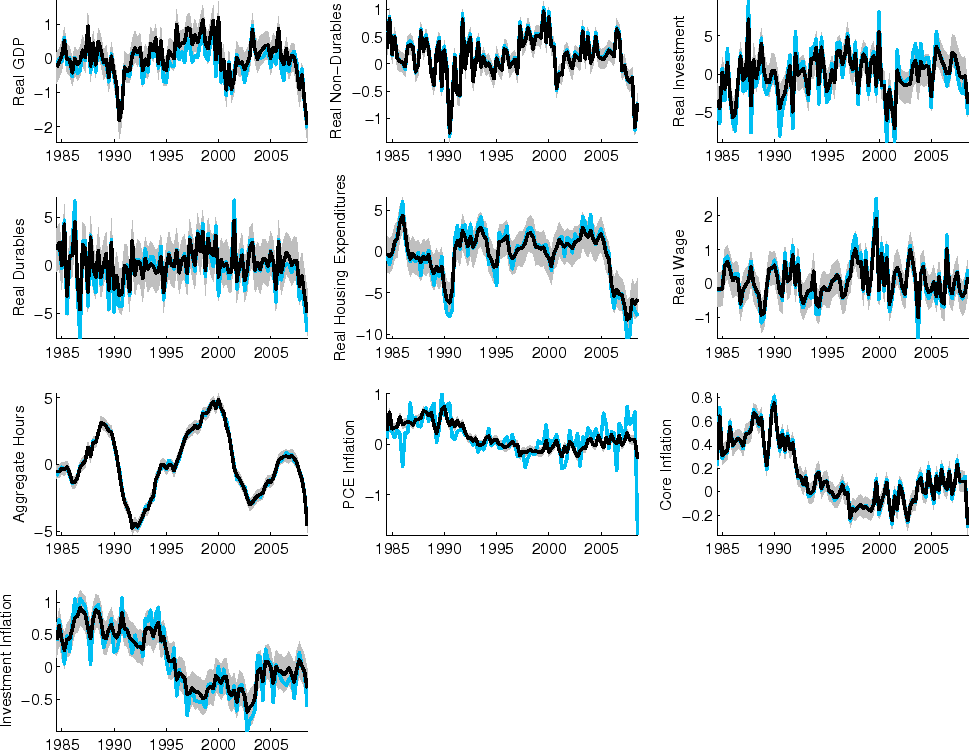 Real GDP
1
0
−1
−2
1985 1990 1995 2000 2005
Real Non−Durables
1
0.5
0
−0.5
−1
1985 1990 1995 2000 2005
Real Investment
5
0
−5
1985 1990 1995 2000 2005
Real Durables
5
0
−5
1985 1990 1995 2000 2005
Real Housing Expenditures
5
0
−5
−10
1985 1990 1995 2000 2005
Real Wage
2
1
0
−1
1985 1990 1995 2000 2005
Aggregate Hours
5
0
−5
1985 1990 1995 2000 2005
PCE Inflation
1
0
−1
1985 1990 1995 2000 2005
Core Inflation
0.8
0.6
0.4
0.2
0
−0.2
1985 1990 1995 2000 2005
Investment Inflation
1
0.5
0
−0.5
1985 1990 1995 2000 2005